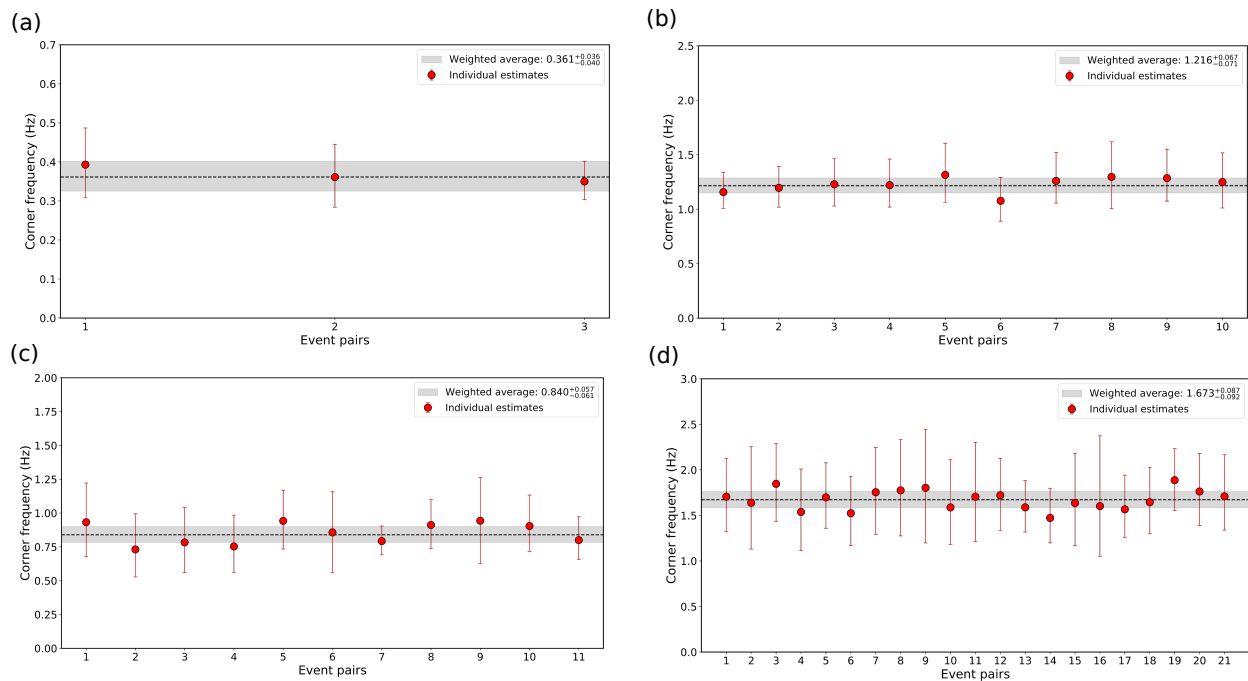 (a)
0.7
0.6
0.5
0.4
0.3
0.2
0.1
0.0
Corner frequency (Hz)
Weighted average: 0.361 +0.036 −0.040
Individual estimates
1 2 3
Event pairs
(b)
2.5
2.0
1.5
1.0
0.5
0.0
Corner frequency (Hz)
Weighted average: 1.216 +0.067 −0.071
Individual estimates
1 2 3 4 5 6 7 8 9 10
Event pairs
(c)
2.00
1.75
1.50
1.25
1.00
0.75
0.50
0.25
0.00
Corner frequency (Hz)
Weighted average: 0.840 +0.057 −0.061
Individual estimates
1 2 3 4 5 6 7 8 9 10 11
Event pairs
(d)
3.0
2.5
2.0
1.5
1.0
0.5
0.0
Corner frequency (Hz)
Weighted average: 1.673 +0.087 −0.092
Individual estimates
1 2 3 4 5 6 7 8 9 10 11 12 13 14 15 16 17 18 19 20 21
Event pairs